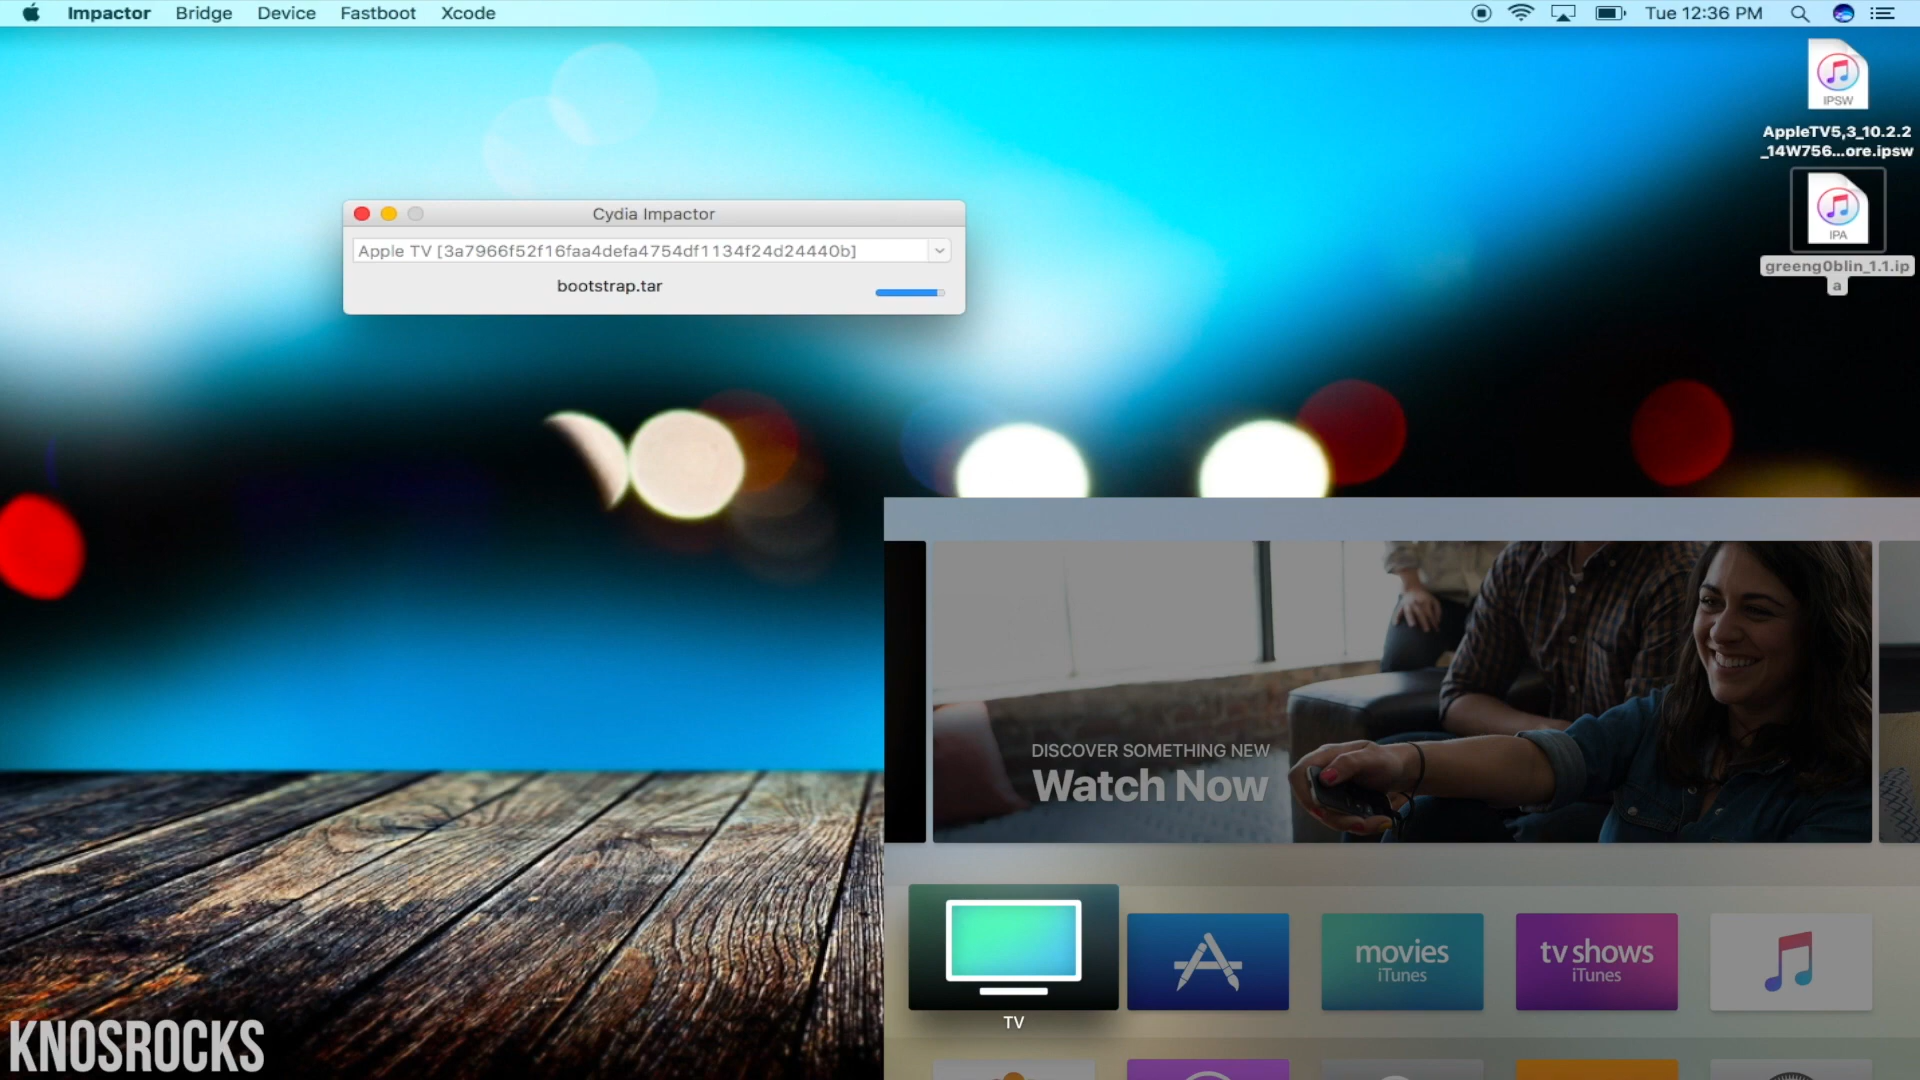 Impactor Bridge Device Fastboot Xcode
Tue 12:36 PM
IPSW
AppleTV5,3_10.2.2
_14W756...ore.ipsw
IPA
greeng0blin_1.1.ip
a
Cydia Impactor
Apple TV [3a7966f52f16faa4defa4754df1134f24d24440b]
bootstrap.tar
DISCOVER SOMETHING NEW
Watch Now
movies
iTunes
tv shows
iTunes
TV
KNOSROCKS